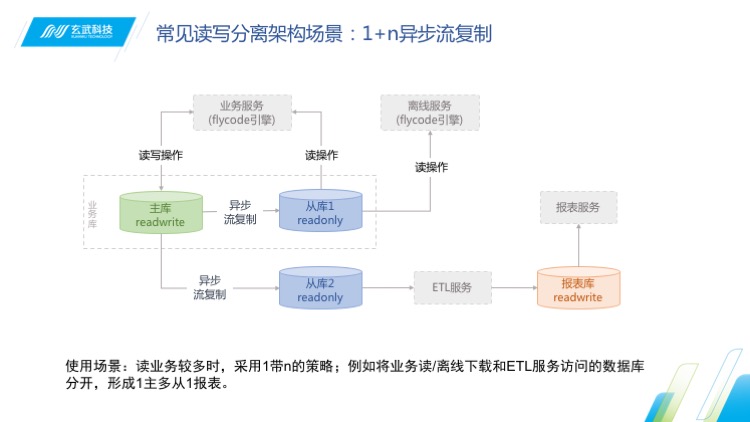 玄武科技
XUANWU TECHNOLOGY
常见读写分离架构场景：1+n异步流复制
业务服务
(flycode引擎)
离线服务
(flycode引擎)
读写操作
读操作
读操作
业务库
主库
readwrite
异步
流复制
从库1
readonly
报表服务
异步
流复制
从库2
readonly
ETL服务
报表库
readwrite
使用场景：读业务较多时，采用1带n的策略；例如将业务读/离线下载和ETL服务访问的数据库
分开，形成1主多从1报表。